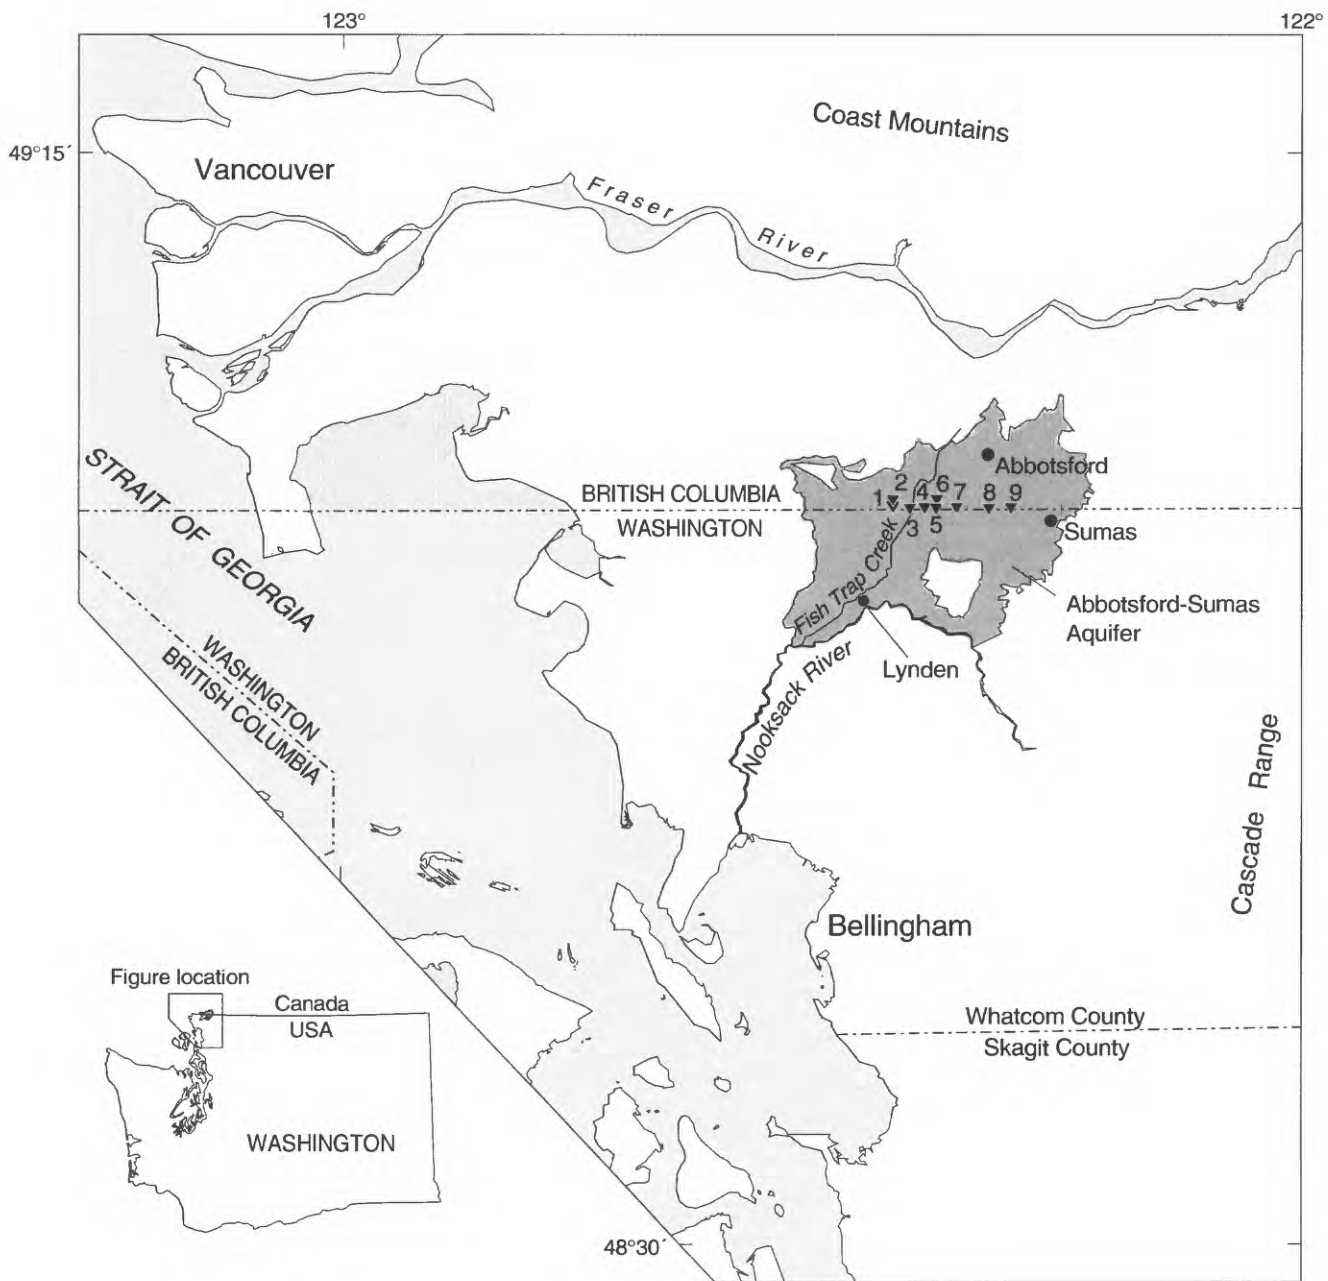 123°
122°
49°15´
Coast Mountains
Vancouver
Fraser
River
STRAIT OF GEORGIA
BRITISH COLUMBIA
WASHINGTON
Abbotsford
1
2
3
4
5
6
7
8
9
Sumas
Fish Trap Creek
Abbotsford-Sumas
Aquifer
Lynden
Nooksack River
WASHINGTON
BRITISH COLUMBIA
Cascade Range
Bellingham
Figure location
Canada
USA
WASHINGTON
Whatcom County
Skagit County
48°30´